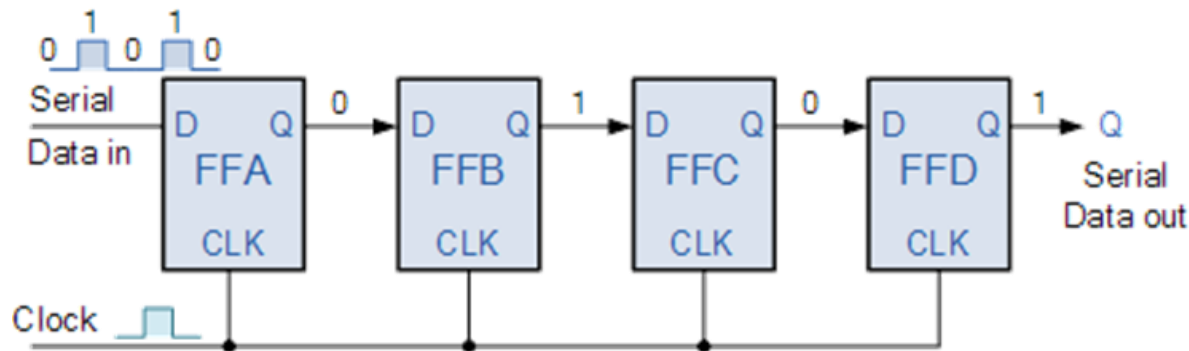 0 1 0 1 0
Serial
Data in
D Q
FFA
CLK
0
D Q
FFB
CLK
1
D Q
FFC
CLK
0
D Q
FFD
CLK
1
Q
Serial
Data out
Clock